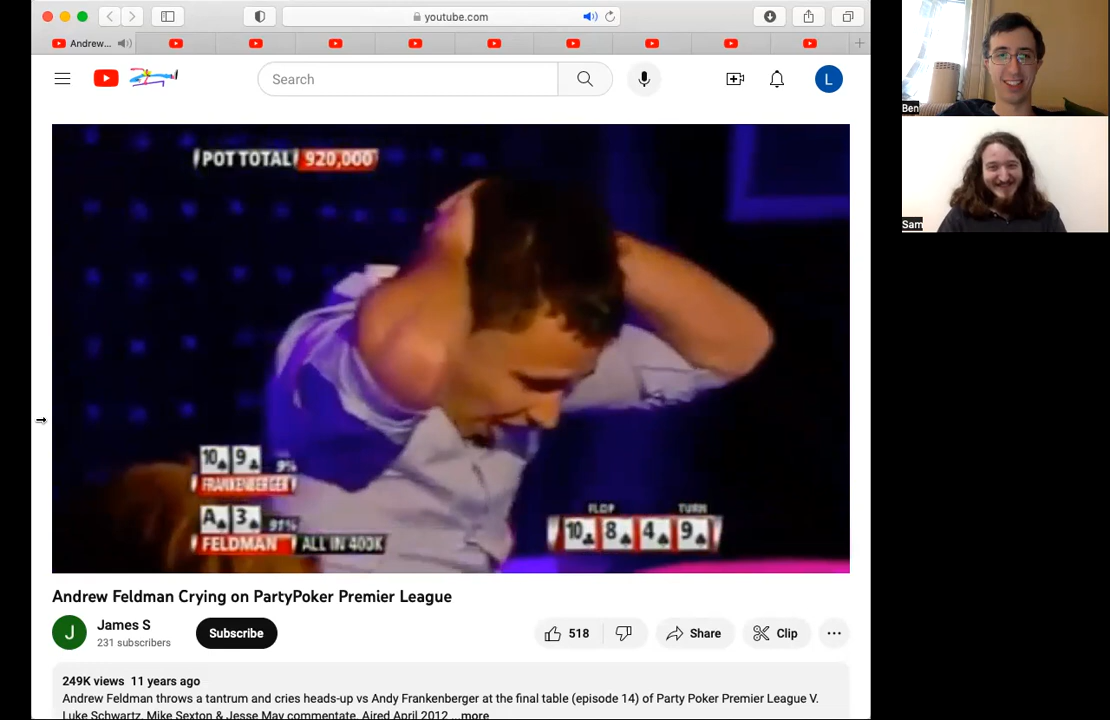 youtube.com
Andrew...
Search
L
POT TOTAL 920,000
10 9 9%
FRANKENBERGER
A 3 91%
FELDMAN ALL IN 400K
FLOP TURN
10 8 4 9
Andrew Feldman Crying on PartyPoker Premier League
J
James S
231 subscribers
Subscribe
518
Share
Clip
249K views 11 years ago
Andrew Feldman throws a tantrum and cries heads-up vs Andy Frankenberger at the final table (episode 14) of Party Poker Premier League V.
Luke Schwartz, Mike Sexton & Jesse May commentate. Aired April 2012 ...more
Ben
Sam